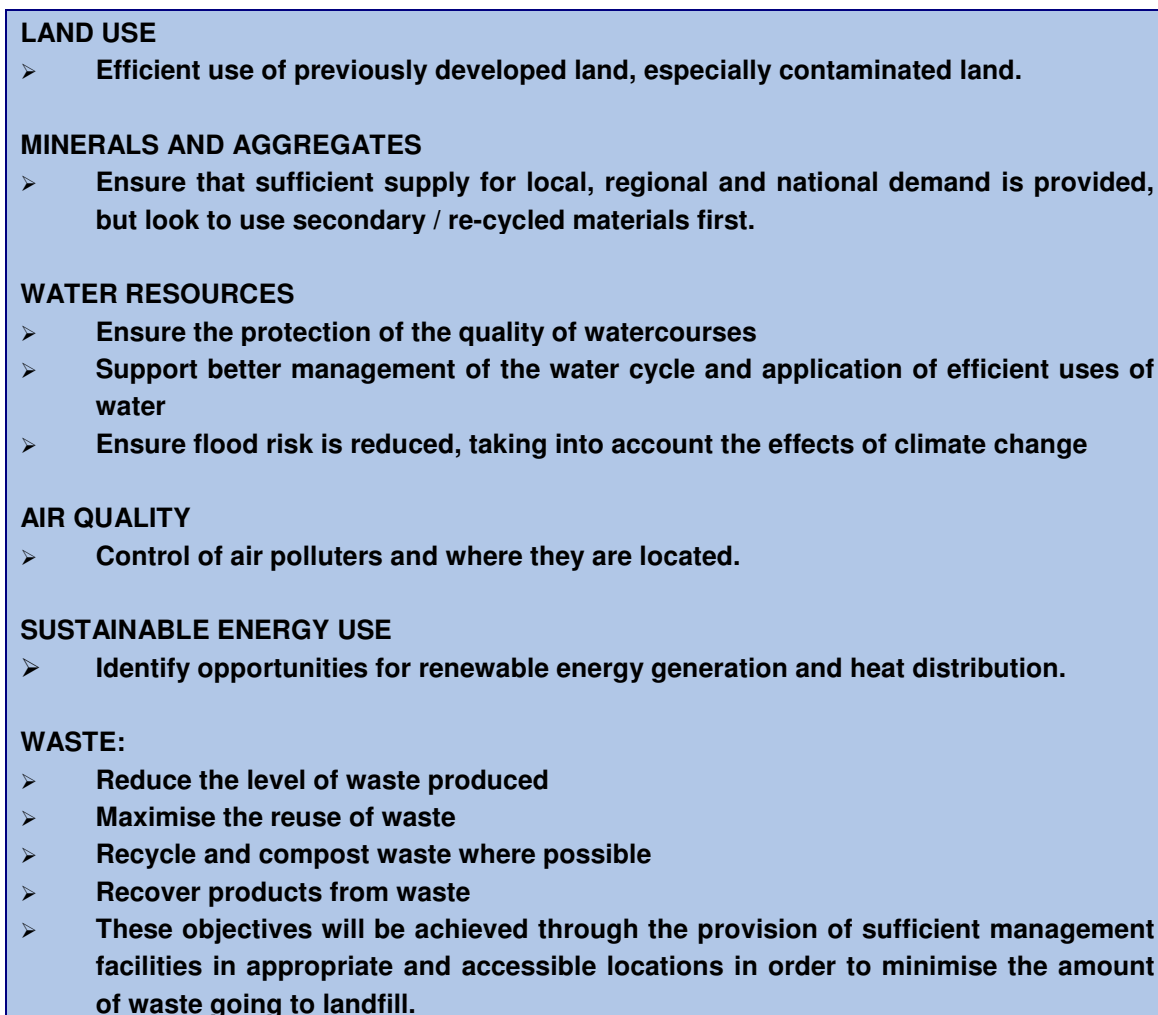 LAND USE
➢ Efficient use of previously developed land, especially contaminated land.
MINERALS AND AGGREGATES
➢ Ensure that sufficient supply for local, regional and national demand is provided,
but look to use secondary / re-cycled materials first.
WATER RESOURCES
➢ Ensure the protection of the quality of watercourses
➢ Support better management of the water cycle and application of efficient uses of
water
➢ Ensure flood risk is reduced, taking into account the effects of climate change
AIR QUALITY
➢ Control of air polluters and where they are located.
SUSTAINABLE ENERGY USE
➢ Identify opportunities for renewable energy generation and heat distribution.
WASTE:
➢ Reduce the level of waste produced
➢ Maximise the reuse of waste
➢ Recycle and compost waste where possible
➢ Recover products from waste
➢ These objectives will be achieved through the provision of sufficient management
facilities in appropriate and accessible locations in order to minimise the amount
of waste going to landfill.